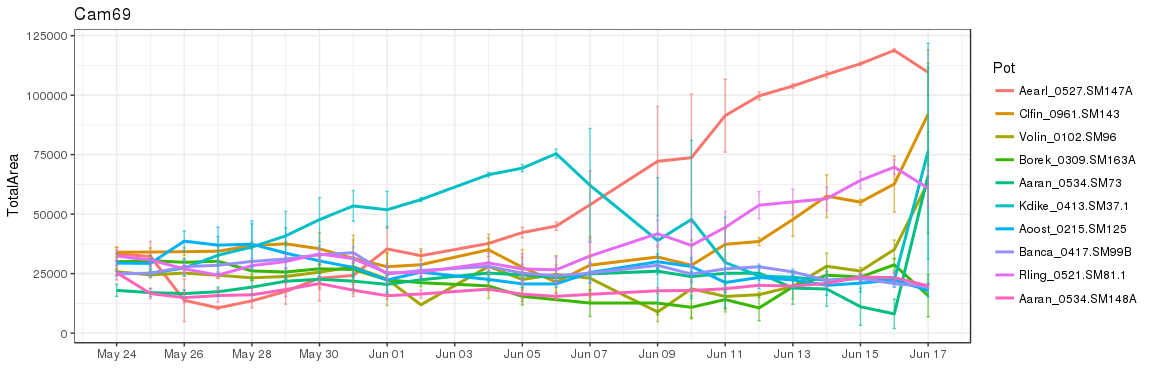 Cam69
TotalArea
125000
100000
75000
50000
25000
0
May 24 May 26 May 28 May 30 Jun 01 Jun 03 Jun 05 Jun 07 Jun 09 Jun 11 Jun 13 Jun 15 Jun 17
Pot
Aearl_0527.SM147A
Clfin_0961.SM143
Volin_0102.SM96
Borek_0309.SM163A
Aaran_0534.SM73
Kdike_0413.SM37.1
Aoost_0215.SM125
Banca_0417.SM99B
Rling_0521.SM81.1
Aaran_0534.SM148A